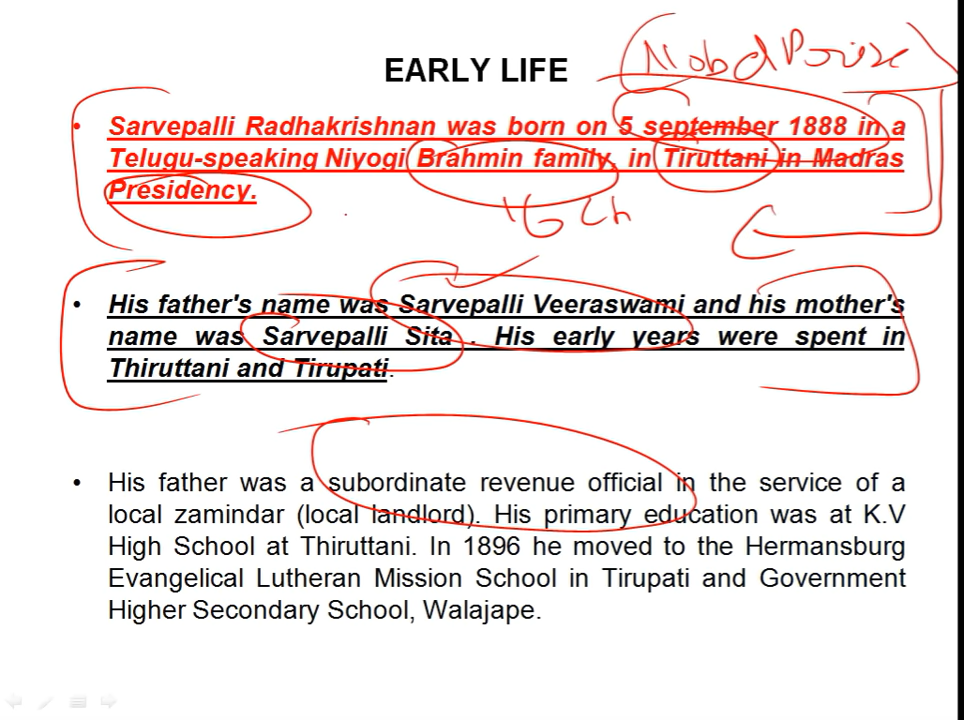 Nobel Prize
EARLY LIFE
• Sarvepalli Radhakrishnan was born on 5 september 1888 in a
Telugu-speaking Niyogi Brahmin family, in Tiruttani in Madras
Presidency.
• His father's name was Sarvepalli Veeraswami and his mother's
name was Sarvepalli Sita . His early years were spent in
Thiruttani and Tirupati.
• His father was a subordinate revenue official in the service of a
local zamindar (local landlord). His primary education was at K.V
High School at Thiruttani. In 1896 he moved to the Hermansburg
Evangelical Lutheran Mission School in Tirupati and Government
Higher Secondary School, Walajape.